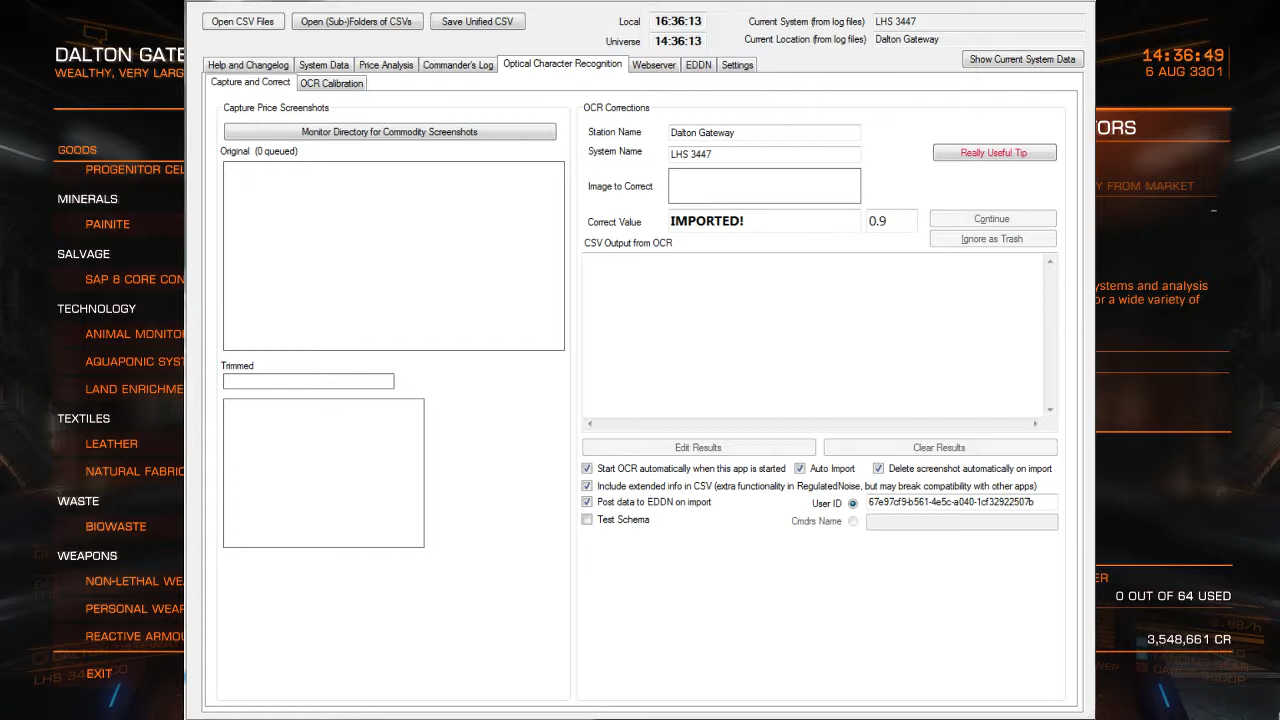 Open CSV Files
Open (Sub-)Folders of CSVs
Save Unified CSV
Local 16:36:13
Universe 14:36:13
Current System (from log files) LHS 3447
Current Location (from log files) Dalton Gateway
Show Current System Data
Help and Changelog
System Data
Price Analysis
Commander's Log
Optical Character Recognition
Webserver
EDDN
Settings
Capture and Correct
OCR Calibration
Capture Price Screenshots
Monitor Directory for Commodity Screenshots
Original (0 queued)
Trimmed
OCR Corrections
Station Name Dalton Gateway
System Name LHS 3447
Really Useful Tip
Image to Correct
Correct Value IMPORTED! 0.9
Continue
Ignore as Trash
CSV Output from OCR
Edit Results
Clear Results
Start OCR automatically when this app is started
Auto Import
Delete screenshot automatically on import
Include extended info in CSV (extra functionality in RegulatedNoise, but may break compatibility with other apps)
Post data to EDDN on import
User ID 67e97cf9-b561-4e5c-a040-1cf32922507b
Test Schema
Cmdrs Name
DALTON GATE
WEALTHY, VERY LARG
GOODS
PROGENITOR CEL
MINERALS
PAINITE
SALVAGE
SAP 8 CORE CON
TECHNOLOGY
ANIMAL MONITO
AQUAPONIC SYST
LAND ENRICHME
TEXTILES
LEATHER
NATURAL FABRIC
WASTE
BIOWASTE
WEAPONS
NON-LETHAL WE
PERSONAL WEAP
REACTIVE ARMOU
EXIT
14:36:49
6 AUG 3301
ORS
Y FROM MARKET
ystems and analysis
or a wide variety of
ER
0 OUT OF 64 USED
3,548,661 CR